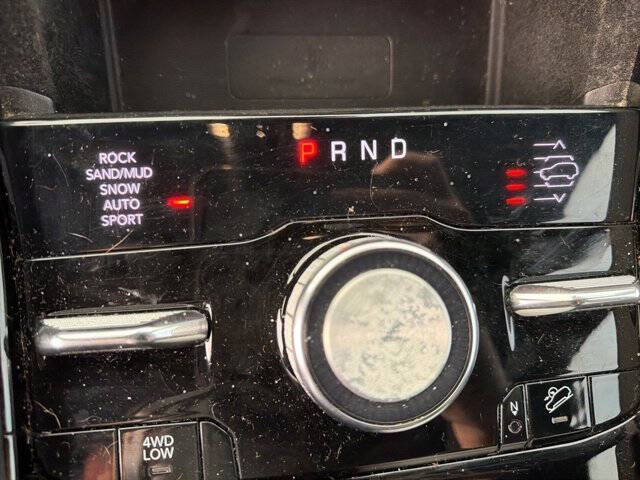 P R N D
ROCK
SAND/MUD
SNOW
AUTO
SPORT
4WD
LOW
N